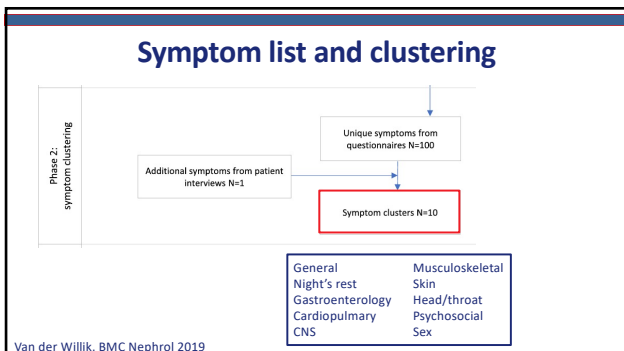 Symptom list and clustering
Phase 2:
symptom clustering
Unique symptoms from
questionnaires N=100
Additional symptoms from patient
interviews N=1
Symptom clusters N=10
General
Night's rest
Gastroenterology
Cardiopulmary
CNS
Musculoskeletal
Skin
Head/throat
Psychosocial
Sex
Van der Willik, BMC Nephrol 2019